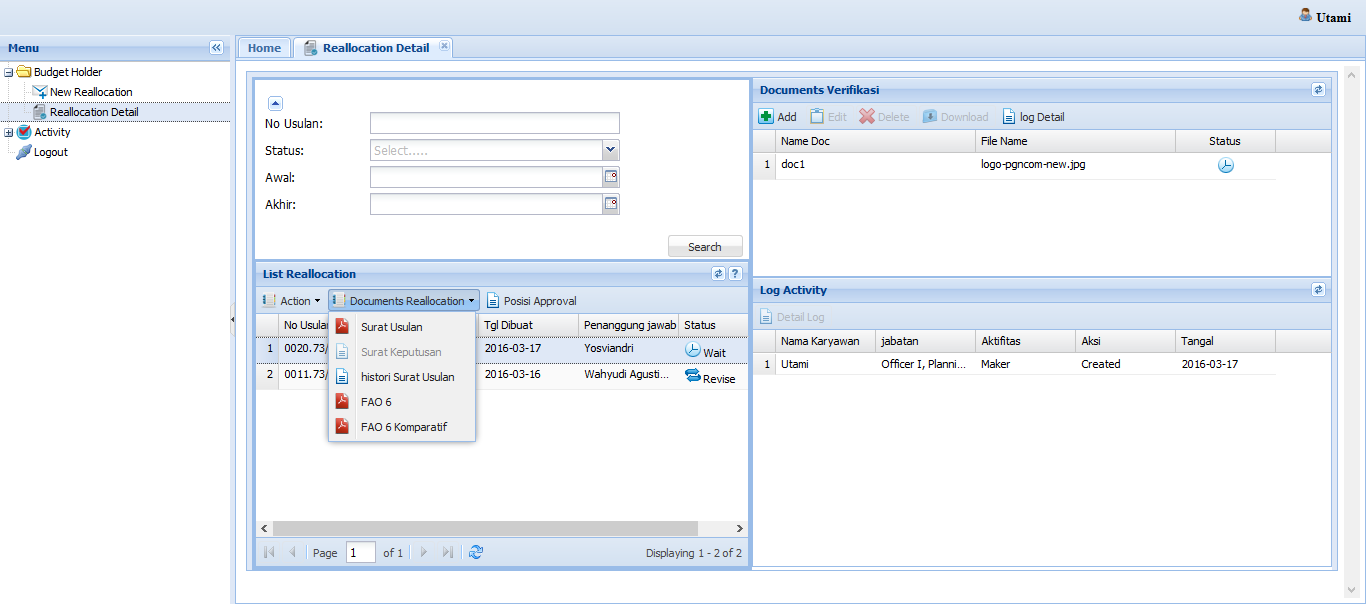 Utami
Menu
Budget Holder
New Reallocation
Reallocation Detail
Activity
Logout
Home
Reallocation Detail
No Usulan:
Status:
Select.....
Awal:
Akhir:
Search
List Reallocation
Action
Documents Reallocation
Posisi Approval
No Usulan Tgl Dibuat Penanggung jawab Status
1 0020.73/ 2016-03-17 Yosviandri Wait
2 0011.73/ 2016-03-16 Wahyudi Agusti... Revise
Surat Usulan
Surat Keputusan
histori Surat Usulan
FAO 6
FAO 6 Komparatif
Page 1 of 1
Displaying 1 - 2 of 2
Documents Verifikasi
Add Edit Delete Download log Detail
Name Doc File Name Status
1 doc1 logo-pgncom-new.jpg
Log Activity
Detail Log
Nama Karyawan jabatan Aktifitas Aksi Tangal
1 Utami Officer I, Planni... Maker Created 2016-03-17